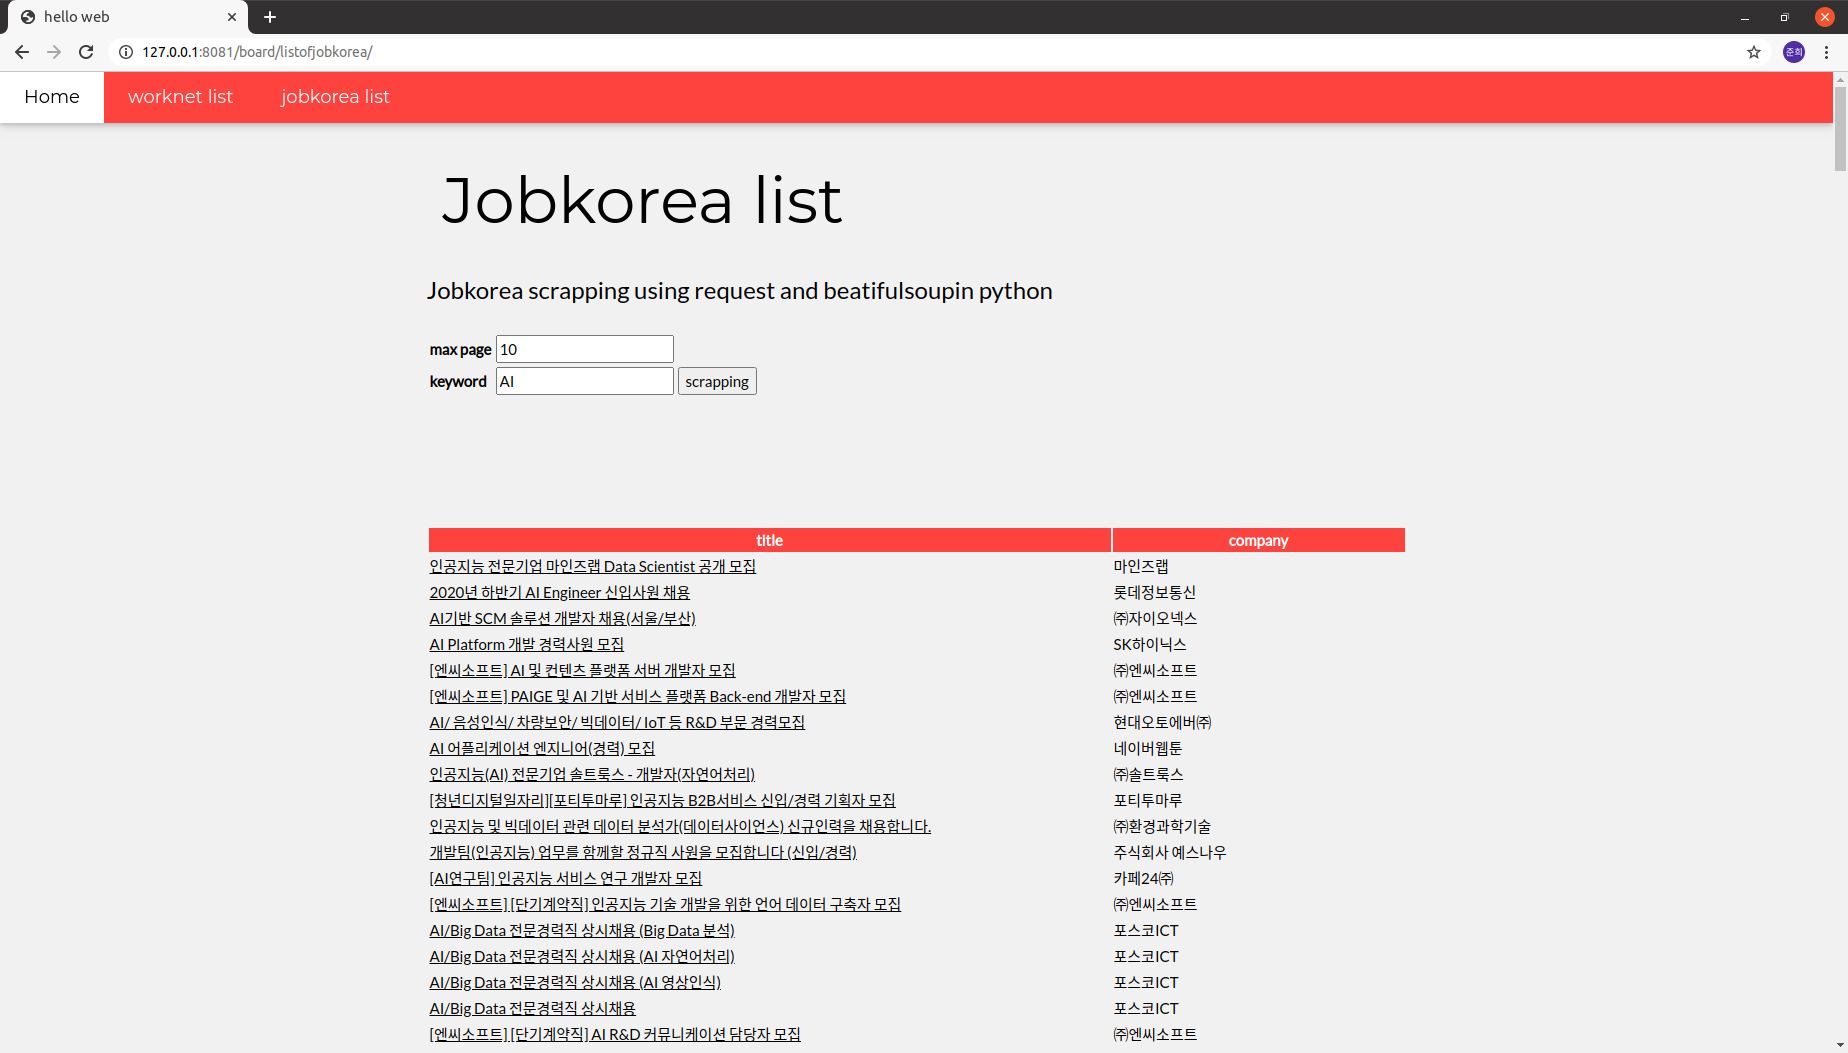 hello web
127.0.0.1:8081/board/listofjobkorea/
준희
Home worknet list jobkorea list
Jobkorea list
Jobkorea scrapping using request and beatifulsoupin python
max page 10
keyword AI scrapping
title company
인공지능 전문기업 마인즈랩 Data Scientist 공개 모집 마인즈랩
2020년 하반기 AI Engineer 신입사원 채용 롯데정보통신
AI기반 SCM 솔루션 개발자 채용(서울/부산) ㈜자이오넥스
AI Platform 개발 경력사원 모집 SK하이닉스
[엔씨소프트] AI 및 컨텐츠 플랫폼 서버 개발자 모집 ㈜엔씨소프트
[엔씨소프트] PAIGE 및 AI 기반 서비스 플랫폼 Back-end 개발자 모집 ㈜엔씨소프트
AI/ 음성인식/ 차량보안/ 빅데이터/ IoT 등 R&D 부문 경력모집 현대오토에버㈜
AI 어플리케이션 엔지니어(경력) 모집 네이버웹툰
인공지능(AI) 전문기업 솔트룩스 - 개발자(자연어처리) ㈜솔트룩스
[청년디지털일자리][포티투마루] 인공지능 B2B서비스 신입/경력 기획자 모집 포티투마루
인공지능 및 빅데이터 관련 데이터 분석가(데이터사이언스) 신규인력을 채용합니다. ㈜환경과학기술
개발팀(인공지능) 업무를 함께할 정규직 사원을 모집합니다 (신입/경력) 주식회사 예스나우
[AI연구팀] 인공지능 서비스 연구 개발자 모집 카페24㈜
[엔씨소프트] [단기계약직] 인공지능 기술 개발을 위한 언어 데이터 구축자 모집 ㈜엔씨소프트
AI/Big Data 전문경력직 상시채용 (Big Data 분석) 포스코ICT
AI/Big Data 전문경력직 상시채용 (AI 자연어처리) 포스코ICT
AI/Big Data 전문경력직 상시채용 (AI 영상인식) 포스코ICT
AI/Big Data 전문경력직 상시채용 포스코ICT
[엔씨소프트] [단기계약직] AI R&D 커뮤니케이션 담당자 모집 ㈜엔씨소프트